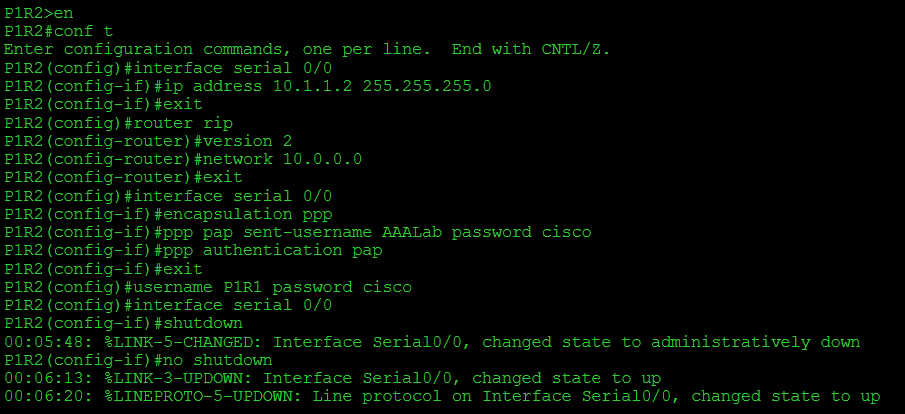 P1R2>en
P1R2#conf t
Enter configuration commands, one per line.  End with CNTL/Z.
P1R2(config)#interface serial 0/0
P1R2(config-if)#ip address 10.1.1.2 255.255.255.0
P1R2(config-if)#exit
P1R2(config)#router rip
P1R2(config-router)#version 2
P1R2(config-router)#network 10.0.0.0
P1R2(config-router)#exit
P1R2(config)#interface serial 0/0
P1R2(config-if)#encapsulation ppp
P1R2(config-if)#ppp pap sent-username AAALab password cisco
P1R2(config-if)#ppp authentication pap
P1R2(config-if)#exit
P1R2(config)#username P1R1 password cisco
P1R2(config)#interface serial 0/0
P1R2(config-if)#shutdown
00:05:48: %LINK-5-CHANGED: Interface Serial0/0, changed state to administratively down
P1R2(config-if)#no shutdown
00:06:13: %LINK-3-UPDOWN: Interface Serial0/0, changed state to up
00:06:20: %LINEPROTO-5-UPDOWN: Line protocol on Interface Serial0/0, changed state to up